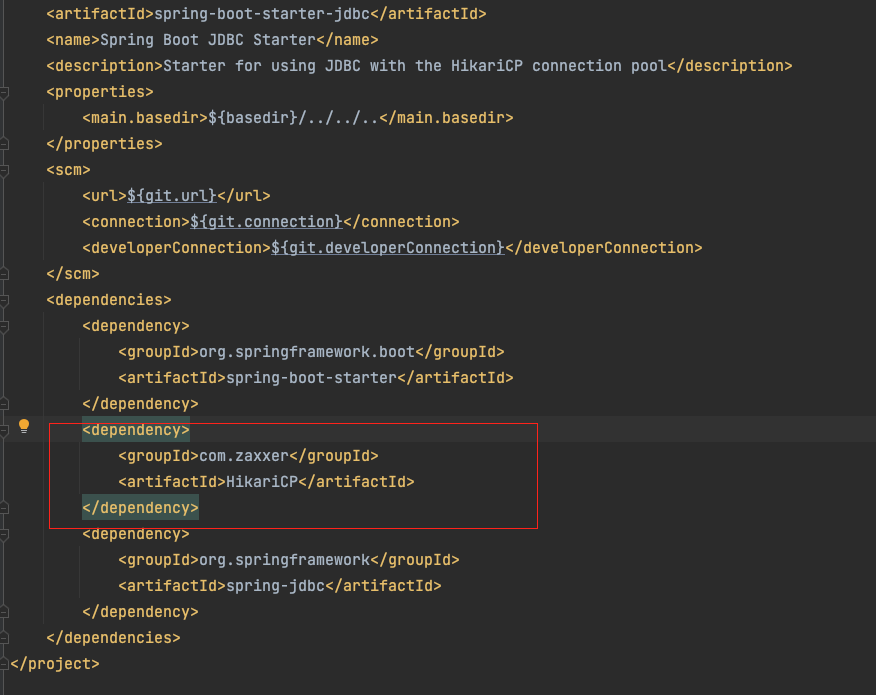 <artifactId>spring-boot-starter-jdbc</artifactId>
<name>Spring Boot JDBC Starter</name>
<description>Starter for using JDBC with the HikariCP connection pool</description>
<properties>
<main.basedir>${basedir}/../../..</main.basedir>
</properties>
<scm>
<url>${git.url}</url>
<connection>${git.connection}</connection>
<developerConnection>${git.developerConnection}</developerConnection>
</scm>
<dependencies>
<dependency>
<groupId>org.springframework.boot</groupId>
<artifactId>spring-boot-starter</artifactId>
</dependency>
<dependency>
<groupId>com.zaxxer</groupId>
<artifactId>HikariCP</artifactId>
</dependency>
<dependency>
<groupId>org.springframework</groupId>
<artifactId>spring-jdbc</artifactId>
</dependency>
</dependencies>
</project>